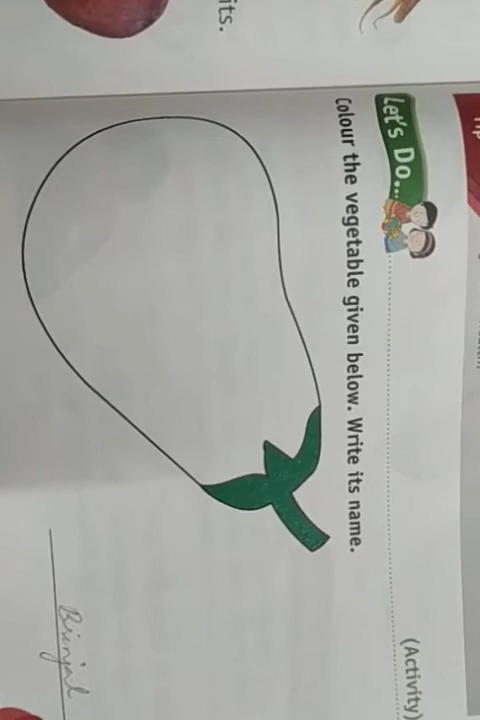 its.
Let's Do...
(Activity)
Colour the vegetable given below. Write its name.
Brinjal